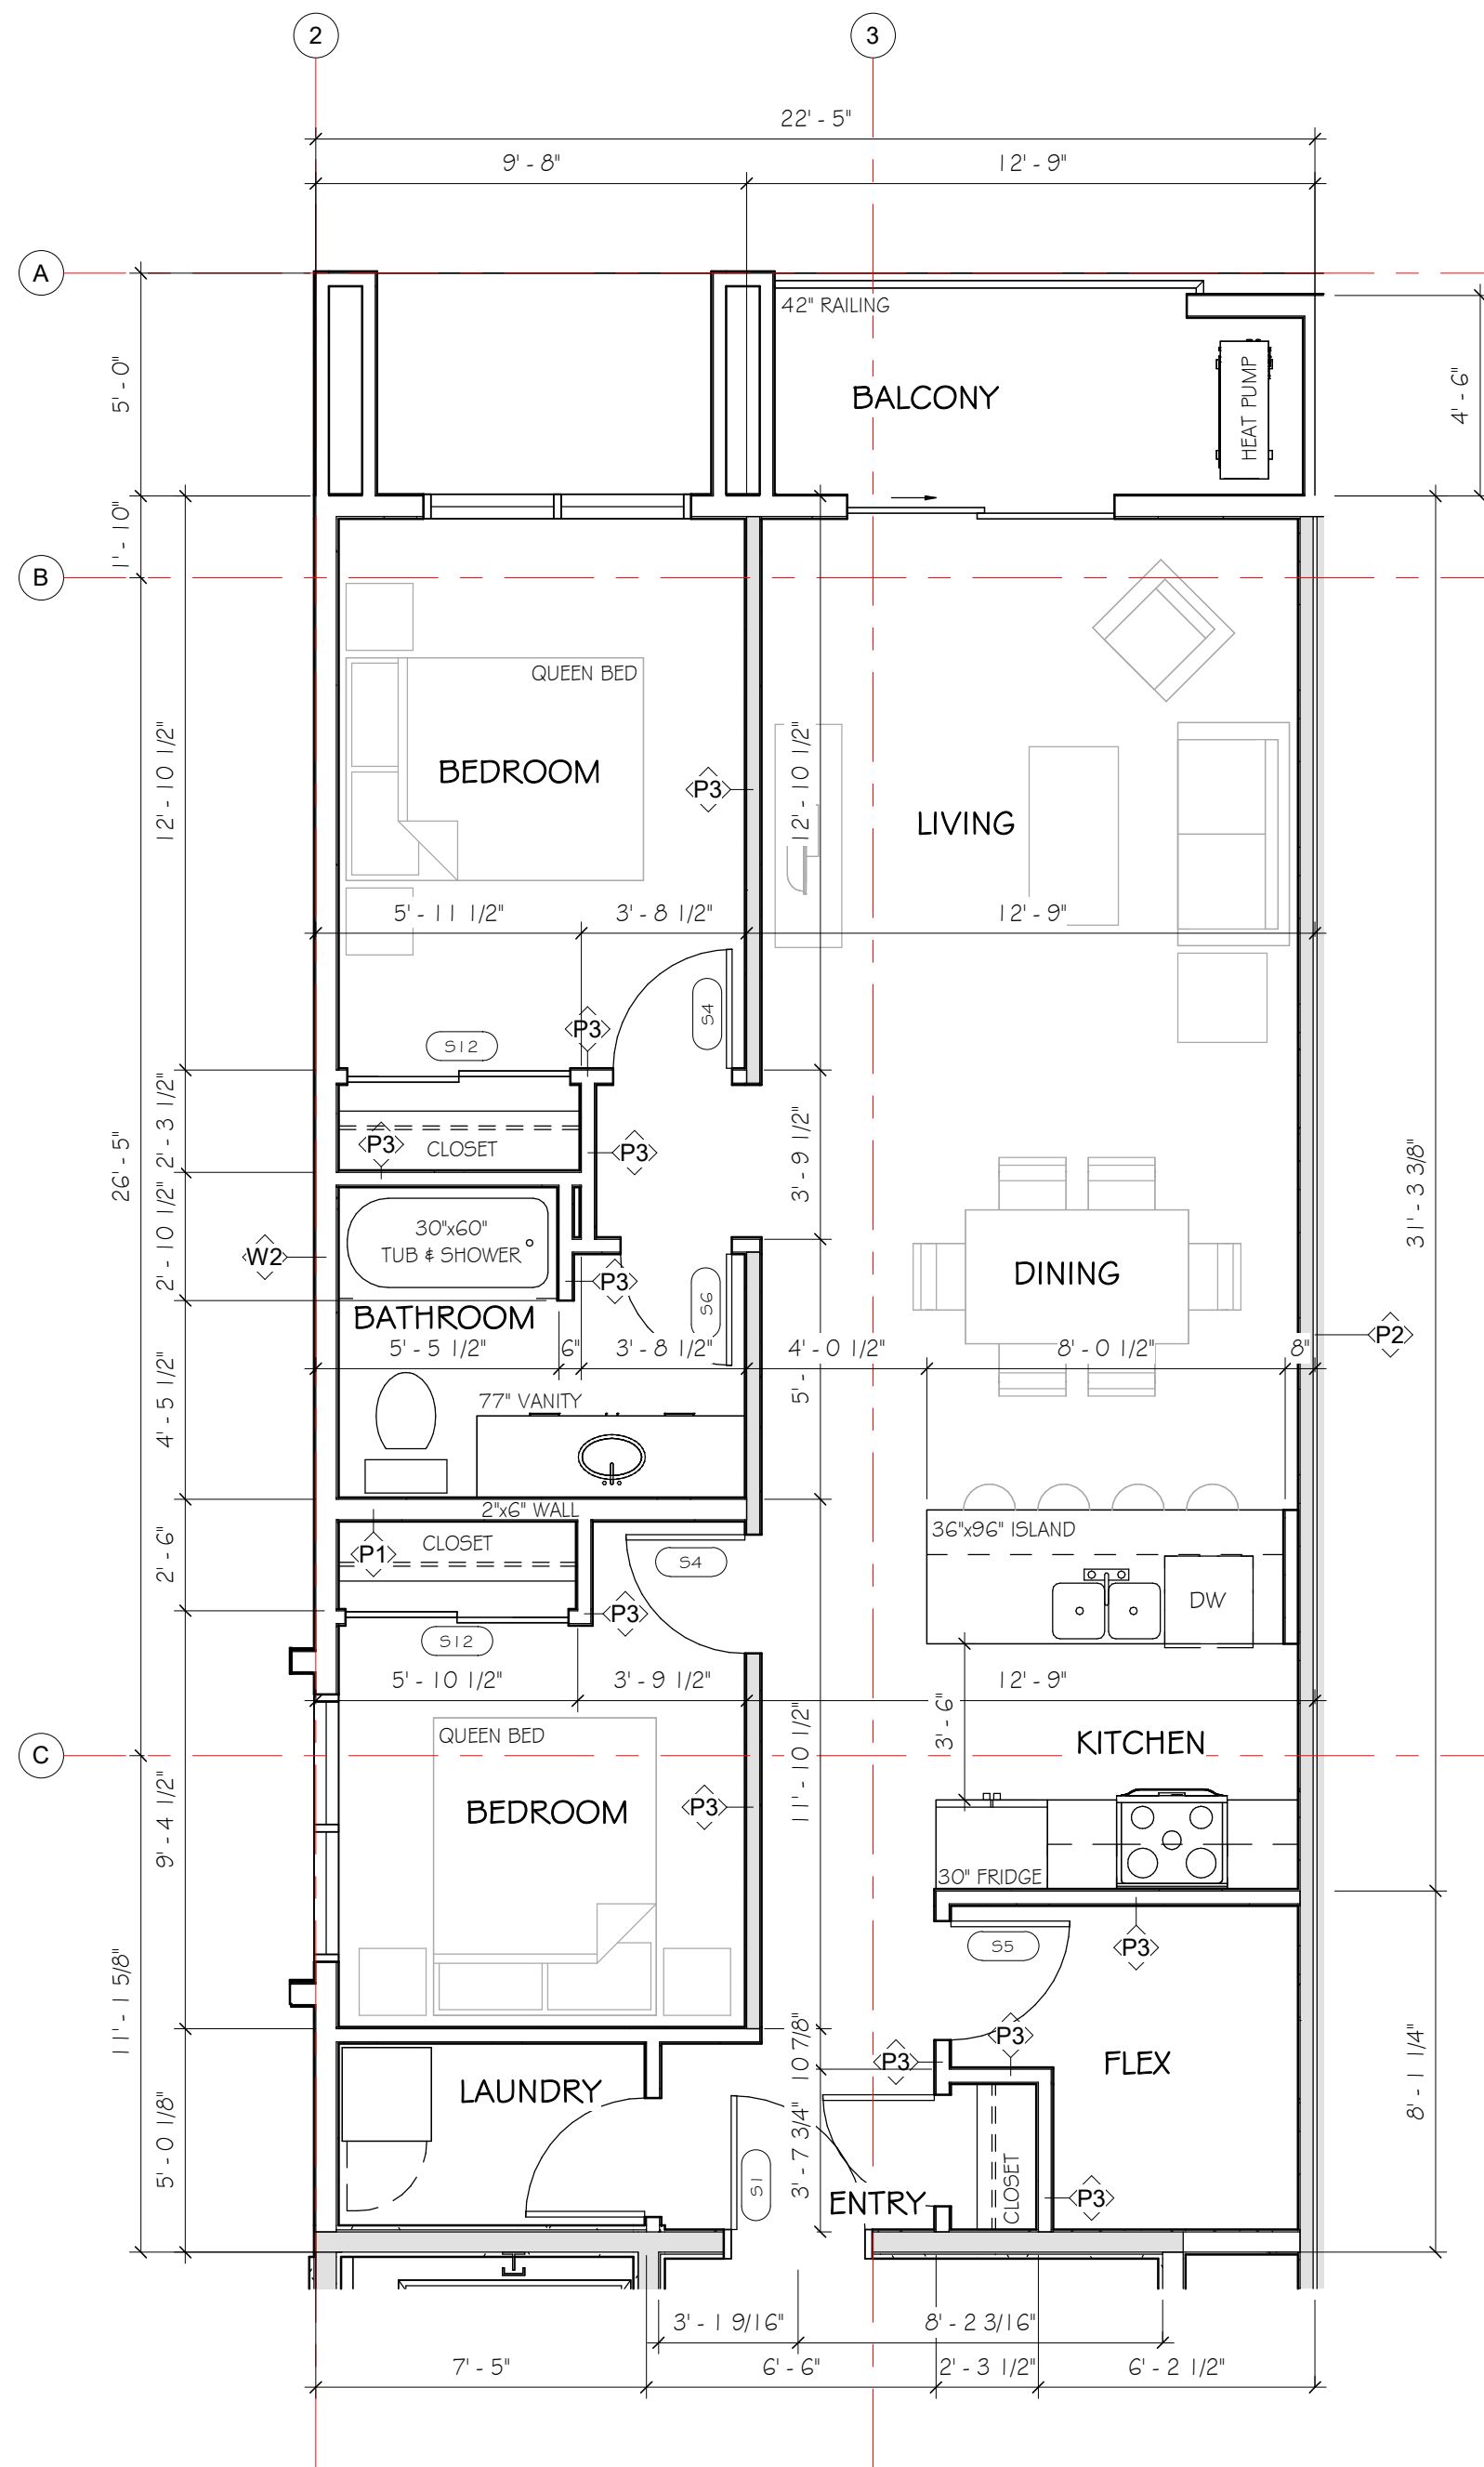 2
3
22' - 5"
9' - 8"
12' - 9"
A
42" RAILING
BALCONY
HEAT PUMP
5' - 0"
4' - 6"
1' - 10"
B
QUEEN BED
BEDROOM
P3
LIVING
12' - 10 1/2"
12' - 10 1/2"
5' - 11 1/2"
3' - 8 1/2"
12' - 9"
S4
P3
S12
26' - 5"
2' - 3 1/2"
P3
CLOSET
P3
3' - 9 1/2"
31' - 3 3/8"
2' - 10 1/2"
W2
30"x60"
TUB & SHOWER
P3
DINING
S6
BATHROOM
P2
5' - 5 1/2"
6"
3' - 8 1/2"
4' - 0 1/2"
8' - 0 1/2"
8"
4' - 5 1/2"
5' -
77" VANITY
2"x6" WALL
36"x96" ISLAND
CLOSET
P1
S4
2' - 6"
DW
P3
S12
5' - 10 1/2"
3' - 9 1/2"
12' - 9"
3' - 6"
QUEEN BED
KITCHEN
C
11' - 10 1/2"
BEDROOM
P3
9' - 4 1/2"
30" FRIDGE
S5
P3
11' - 1 5/8"
10 7/8"
P3
P3
FLEX
8' - 1 1/4"
LAUNDRY
5' - 0 1/8"
3' - 7 3/4"
S1
ENTRY
CLOSET
P3
3' - 1 9/16"
8' - 2 3/16"
7' - 5"
6' - 6"
2' - 3 1/2"
6' - 2 1/2"